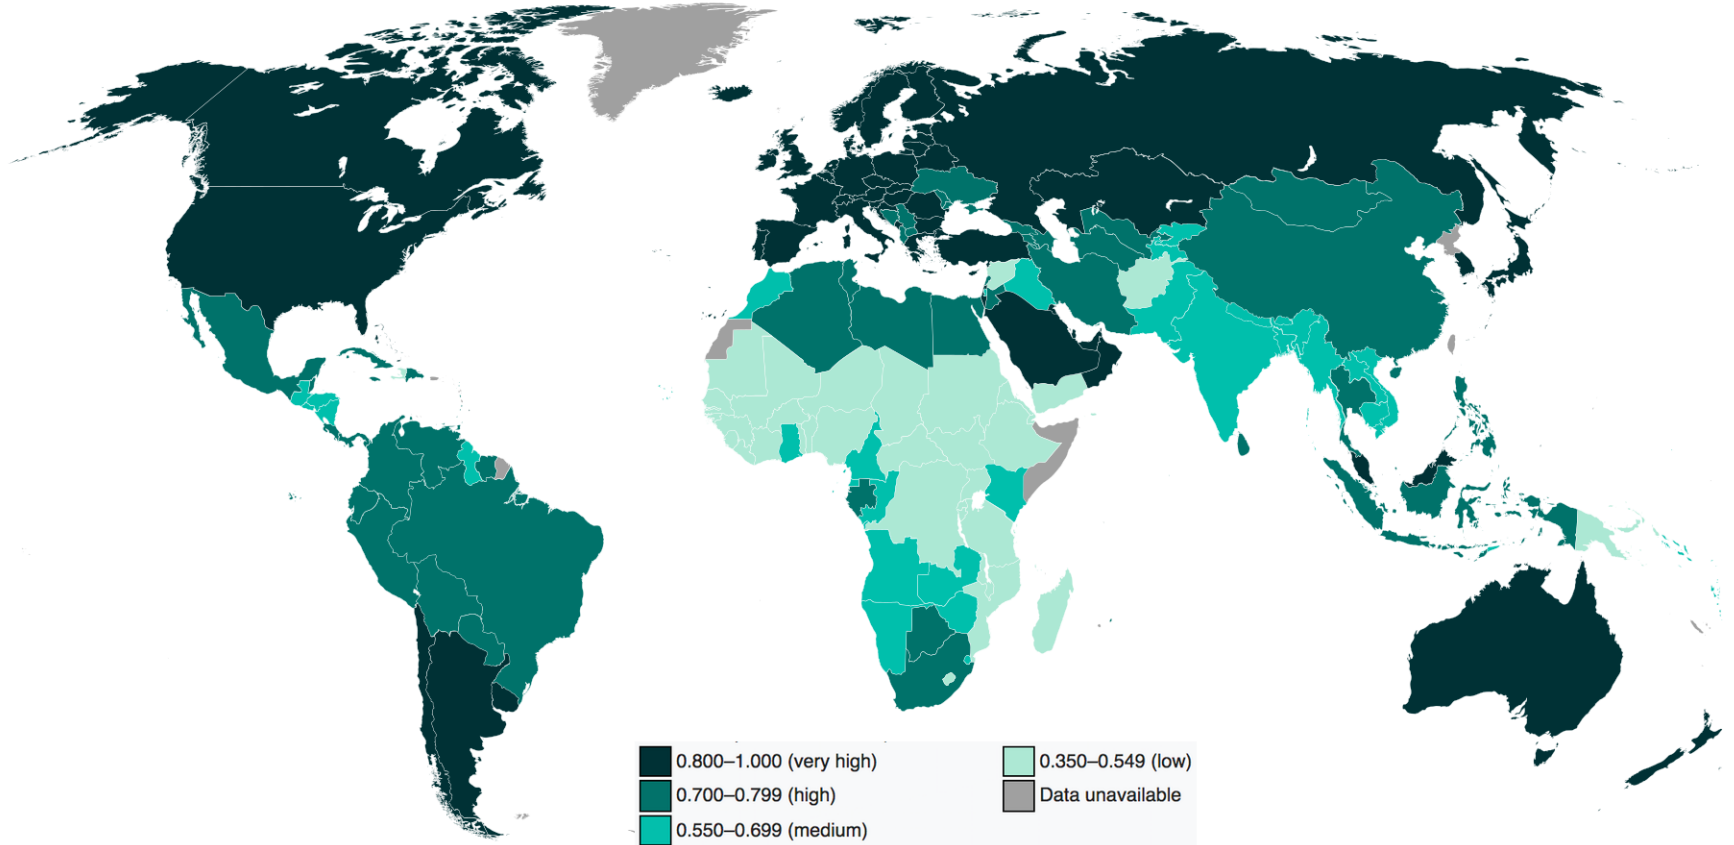 0.800–1.000 (very high)
0.700–0.799 (high)
0.550–0.699 (medium)
0.350–0.549 (low)
Data unavailable